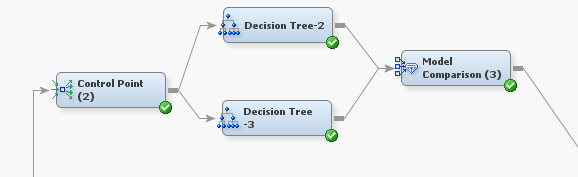 Decision Tree-2
Control Point
(2)
Model
Comparison (3)
Decision Tree
-3